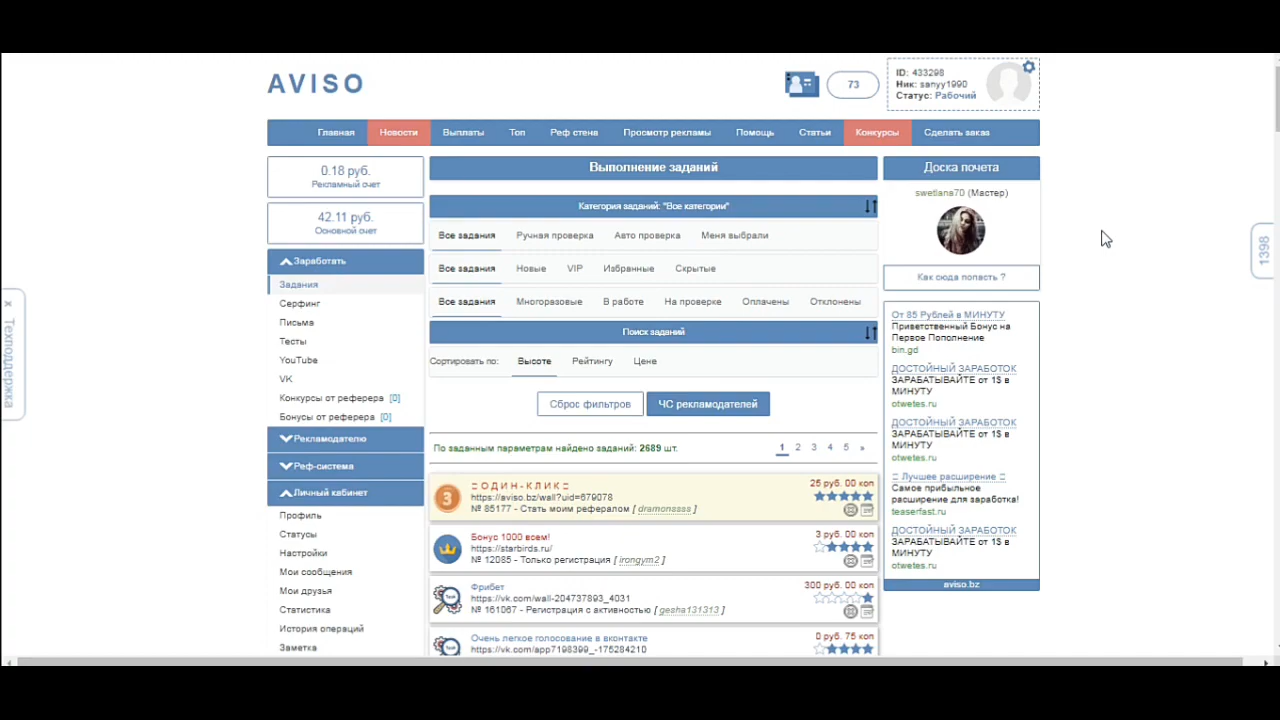 AVISO
73
ID: 433298
Ник: sanyy1990
Статус: Рабочий
Главная Новости Выплаты Топ Реф стена Просмотр рекламы Помощь Статьи Конкурсы Сделать заказ
0.18 руб.
Рекламный счет
42.11 руб.
Основной счет
Заработать
Задания
Серфинг
Письма
Тесты
YouTube
VK
Конкурсы от реферера [0]
Бонусы от реферера [0]
Рекламодателю
Реф-система
Личный кабинет
Профиль
Статусы
Настройки
Мои сообщения
Мои друзья
Статистика
История операций
Заметка
Выполнение заданий
Категория заданий: "Все категории"
Все задания Ручная проверка Авто проверка Меня выбрали
Все задания Новые VIP Избранные Скрытые
Все задания Многоразовые В работе На проверке Оплачены Отклонены
Поиск заданий
Сортировать по: Высоте Рейтингу Цене
Сброс фильтров ЧС рекламодателей
По заданным параметрам найдено заданий: 2689 шт. 1 2 3 4 5 »
3
О Д И Н - К Л И К 25 руб. 00 коп
https://aviso.bz/wall?uid=679078
№ 85177 - Стать моим рефералом [ dramonssss ]
Бонус 1000 всем! 3 руб. 00 коп
https://starbirds.ru/
№ 12085 - Только регистрация [ irongym2 ]
Фрибет 300 руб. 00 коп
https://vk.com/wall-204737893_4031
№ 161067 - Регистрация с активностью [ gesha131313 ]
Очень легкое голосование в вконтакте 0 руб. 75 коп
https://vk.com/app7198399_-175284210
Доска почета
swetlana70 (Мастер)
Как сюда попасть ?
От 85 Рублей в МИНУТУ
Приветственный Бонус на
Первое Пополнение
bin.gd
ДОСТОЙНЫЙ ЗАРАБОТОК
ЗАРАБАТЫВАЙТЕ от 1$ в
МИНУТУ
otwetes.ru
ДОСТОЙНЫЙ ЗАРАБОТОК
ЗАРАБАТЫВАЙТЕ от 1$ в
МИНУТУ
otwetes.ru
Лучшее расширение
Самое прибыльное
расширение для заработка!
teaserfast.ru
ДОСТОЙНЫЙ ЗАРАБОТОК
ЗАРАБАТЫВАЙТЕ от 1$ в
МИНУТУ
otwetes.ru
aviso.bz
1398
× Техподдержка